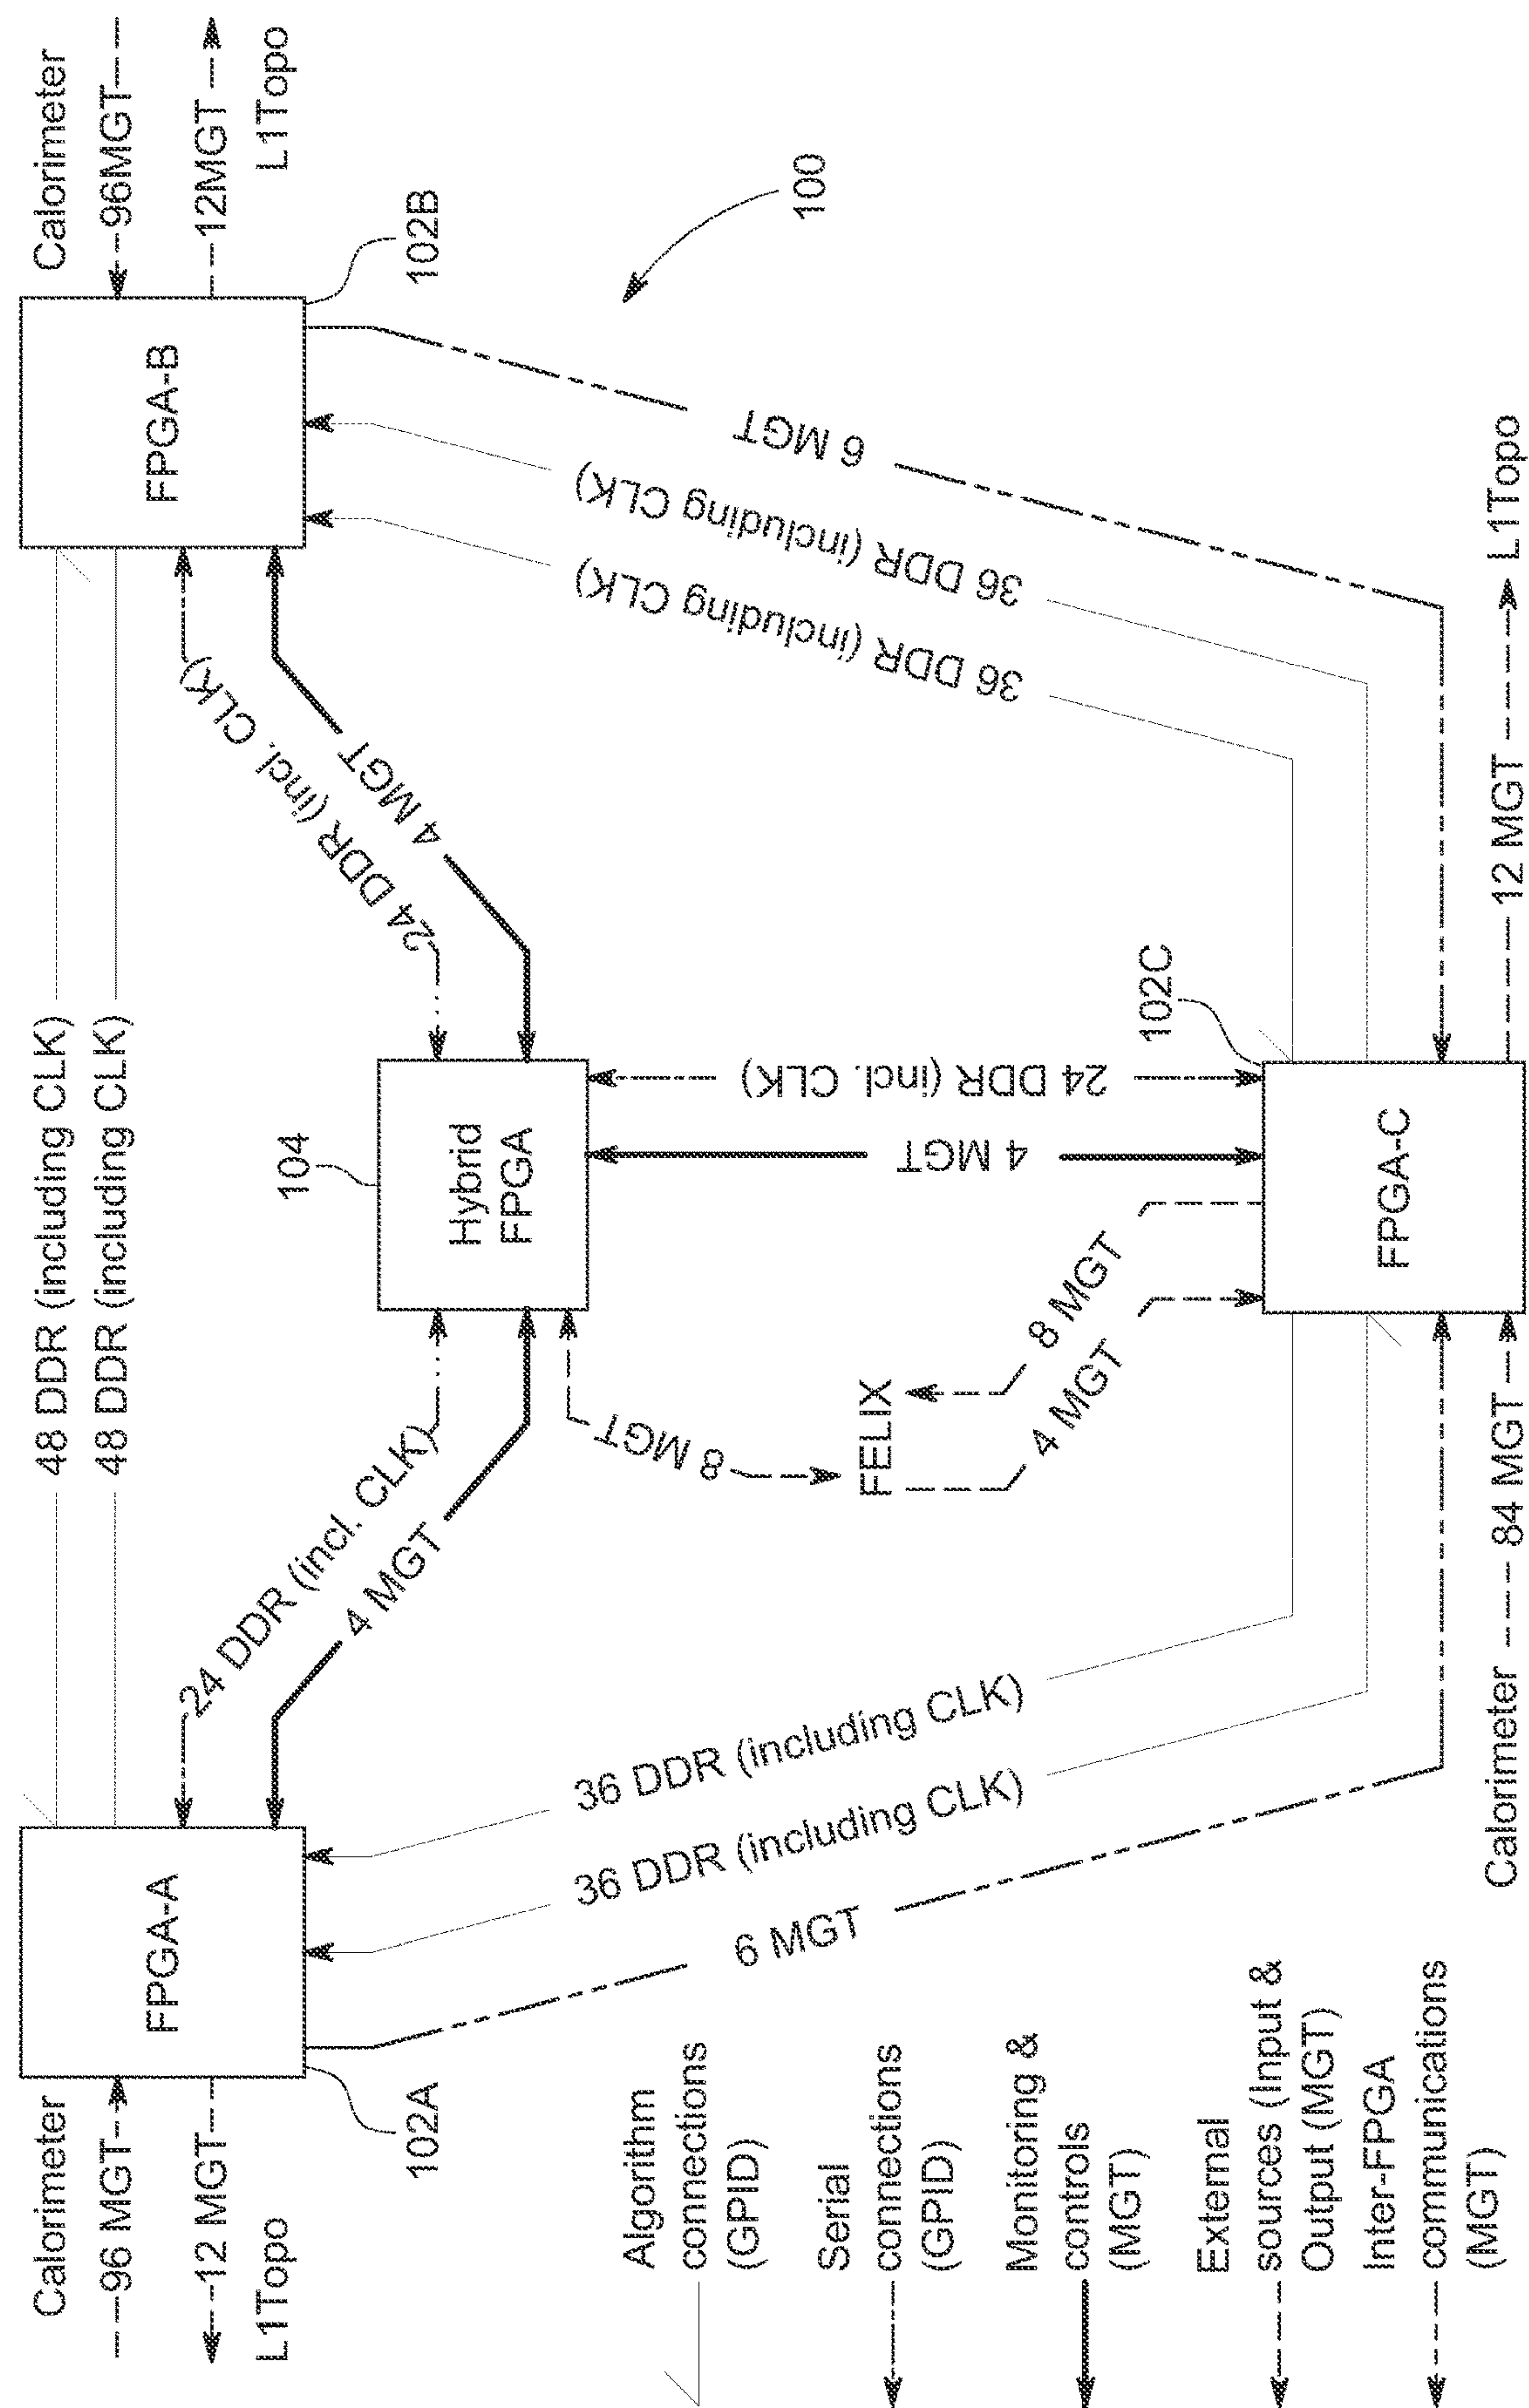 Calorimeter
96 MGT
12 MGT
L1Topo
FPGA-A
102A
48 DDR (including CLK)
48 DDR (including CLK)
Calorimeter
96MGT
12MGT
L1Topo
FPGA-B
102B
24 DDR (incl. CLK)
4 MGT
104
Hybrid
FPGA
24 DDR (incl. CLK)
4 MGT
100
36 DDR (including CLK)
36 DDR (including CLK)
6 MGT
8 MGT
FELIX
8 MGT
4 MGT
4 MGT
24 DDR (incl. CLK)
36 DDR (including CLK)
36 DDR (including CLK)
6 MGT
102C
FPGA-C
Calorimeter
84 MGT
12 MGT
L1Topo
Algorithm
connections
(GPID)
Serial
connections
(GPID)
Monitoring &
controls
(MGT)
External
sources (Input &
Output (MGT)
Inter-FPGA
communications
(MGT)